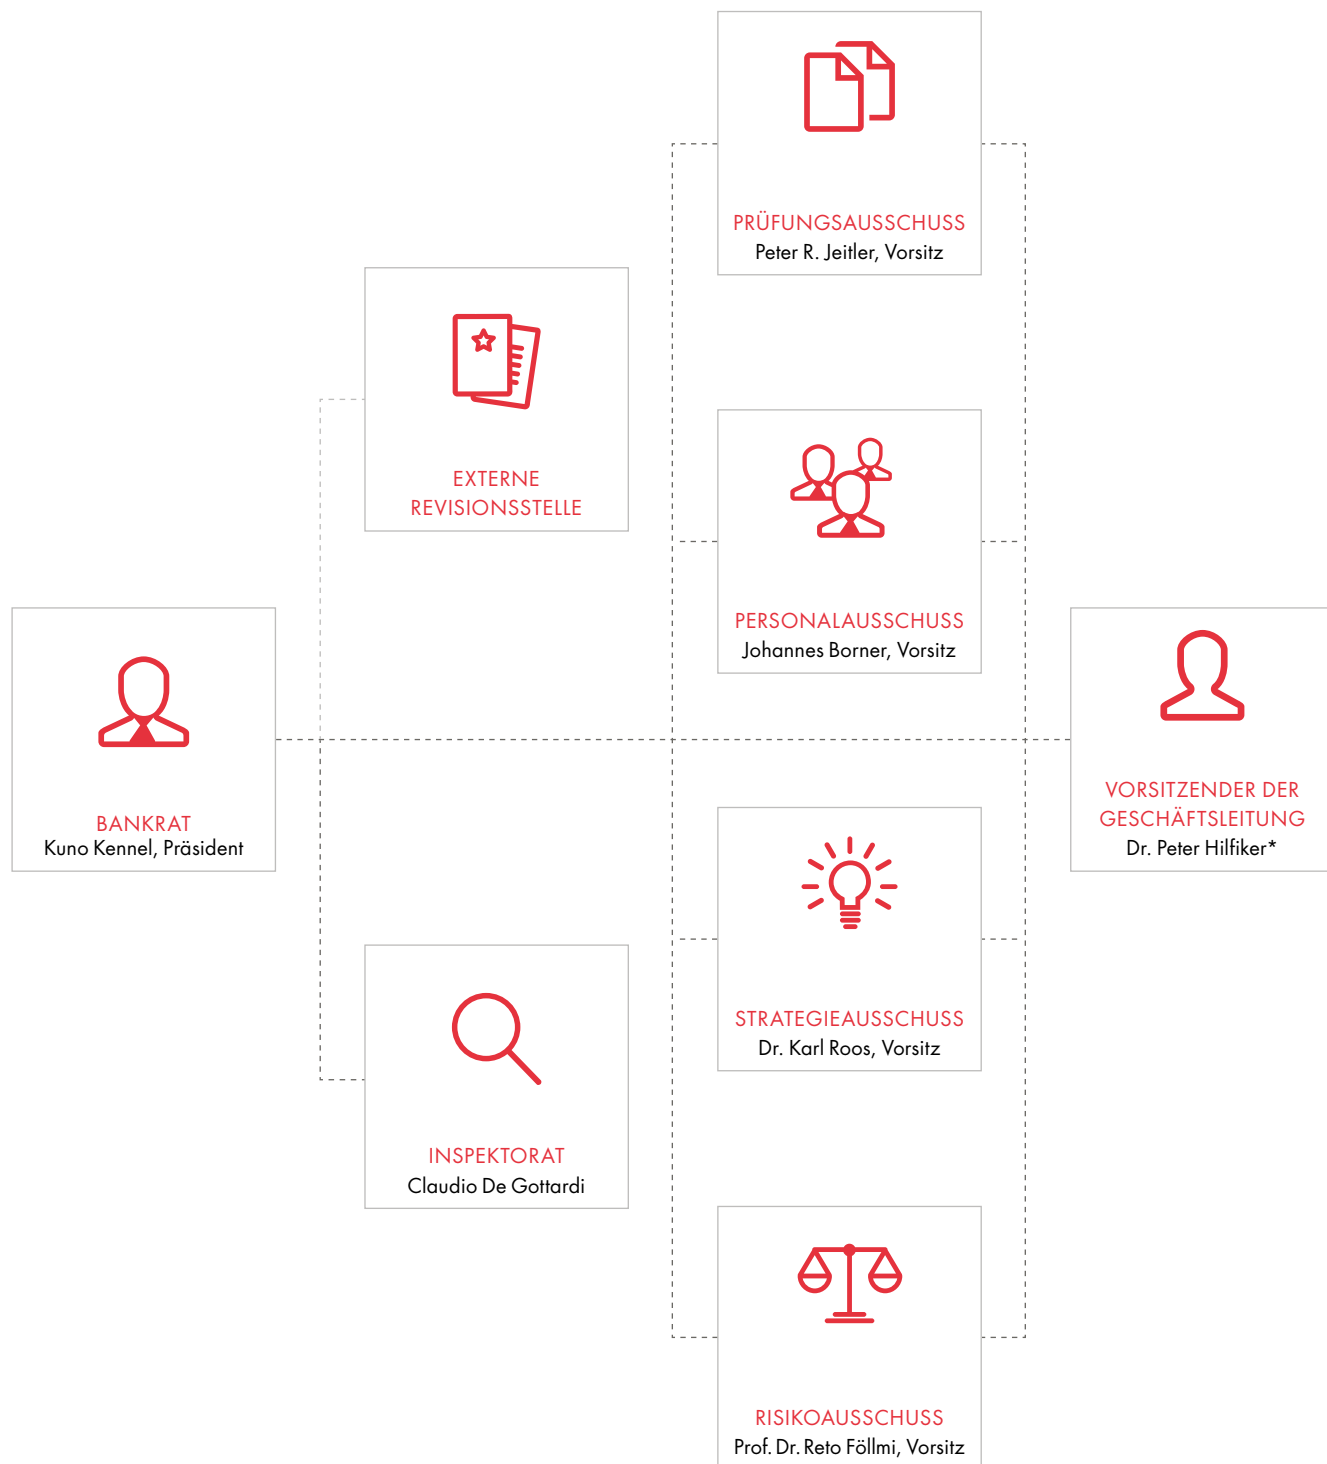 PRÜFUNGSAUSSCHUSS
Peter R. Jeitler, Vorsitz
EXTERNE
REVISIONSSTELLE
PERSONALAUSSCHUSS
Johannes Borner, Vorsitz
BANKRAT
Kuno Kennel, Präsident
VORSITZENDER DER
GESCHÄFTSLEITUNG
Dr. Peter Hilfiker*
STRATEGIEAUSSCHUSS
Dr. Karl Roos, Vorsitz
INSPEKTORAT
Claudio De Gottardi
RISIKOAUSSCHUSS
Prof. Dr. Reto Föllmi, Vorsitz